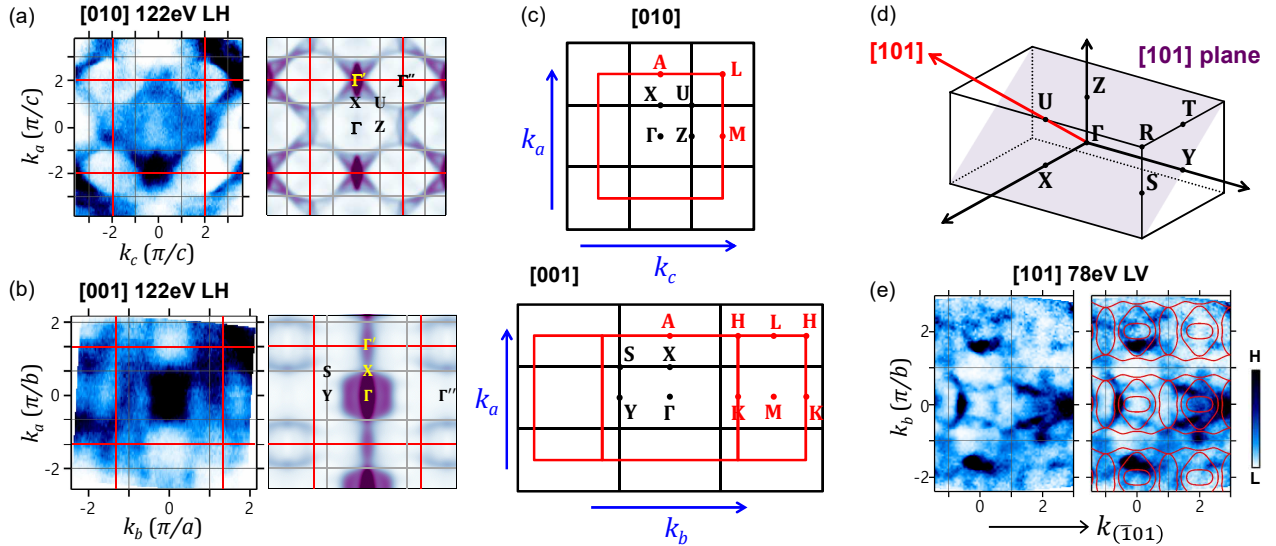 (a)
[010] 122eV LH
k_a (π/c)
2
0
-2
-2 0 2
k_c (π/c)
Γ′ Γ″
X U
Γ Z
(b)
[001] 122eV LH
k_a (π/b)
2
0
-2
-2 0 2
k_b (π/a)
Γ′
S X
Y Γ Γ″
(c)
[010]
k_a
A L
X U
Γ Z M
k_c
[001]
k_a
A H L H
S X
Y Γ K M K
k_b
(d)
[101]
[101] plane
Z
U
T
Γ R
Y
X S
(e)
[101] 78eV LV
k_b (π/b)
2
0
-2
0 2
0 2
k_(1̅01)
H
L